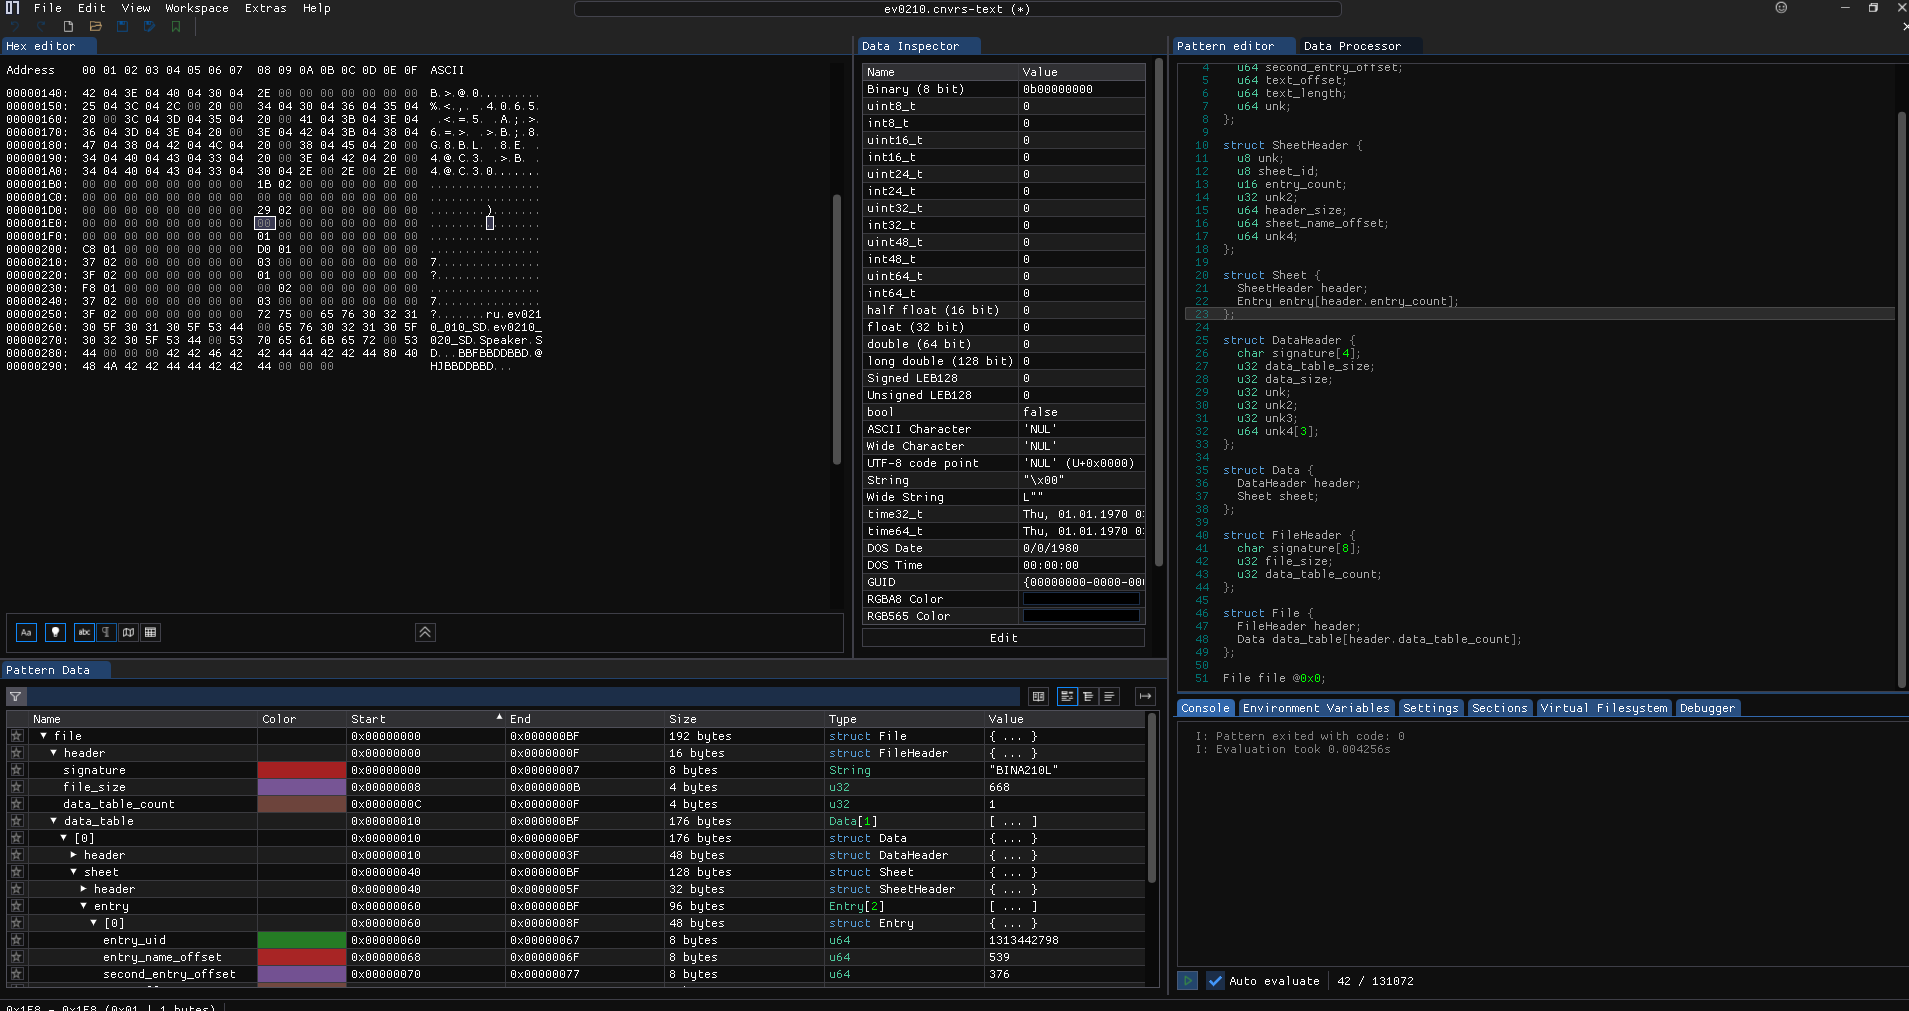 File Edit View Workspace Extras Help
ev0210.cnvrs-text (*)
Hex editor
Address 00 01 02 03 04 05 06 07 08 09 0A 0B 0C 0D 0E 0F ASCII
00000140: 42 04 3E 04 40 04 30 04 2E 00 00 00 00 00 00 00 B.>.@.0.........
00000150: 25 04 3C 04 2C 00 20 00 34 04 30 04 36 04 35 04 %.<.,. .4.0.6.5.
00000160: 20 00 3C 04 3D 04 35 04 20 00 41 04 3B 04 3E 04  .<.=.5. .A.;.>.
00000170: 36 04 3D 04 3E 04 20 00 3E 04 42 04 3B 04 38 04 6.=.>. .>.B.;.8.
00000180: 47 04 38 04 42 04 4C 04 20 00 38 04 45 04 20 00 G.8.B.L. .8.E. .
00000190: 34 04 40 04 43 04 33 04 20 00 3E 04 42 04 20 00 4.@.C.3. .>.B. .
000001A0: 34 04 40 04 43 04 33 04 30 04 2E 00 2E 00 2E 00 4.@.C.3.0.......
000001B0: 00 00 00 00 00 00 00 00 1B 02 00 00 00 00 00 00 ................
000001C0: 00 00 00 00 00 00 00 00 00 00 00 00 00 00 00 00 ................
000001D0: 00 00 00 00 00 00 00 00 29 02 00 00 00 00 00 00 ........).......
000001E0: 00 00 00 00 00 00 00 00 00 00 00 00 00 00 00 00 ................
000001F0: 00 00 00 00 00 00 00 00 01 00 00 00 00 00 00 00 ................
00000200: C8 01 00 00 00 00 00 00 D0 01 00 00 00 00 00 00 ................
00000210: 37 02 00 00 00 00 00 00 03 00 00 00 00 00 00 00 7...............
00000220: 3F 02 00 00 00 00 00 00 01 00 00 00 00 00 00 00 ?...............
00000230: F8 01 00 00 00 00 00 00 02 00 00 00 00 00 00 00 ................
00000240: 37 02 00 00 00 00 00 00 03 00 00 00 00 00 00 00 7...............
00000250: 3F 02 00 00 00 00 00 00 72 75 00 65 76 30 32 31 ?.......ru.ev021
00000260: 30 5F 30 31 30 5F 53 44 00 65 76 30 32 31 30 5F 0_010_SD.ev0210_
00000270: 30 32 30 5F 53 44 00 53 70 65 61 6B 65 72 00 53 020_SD.Speaker.S
00000280: 44 00 00 00 42 42 46 42 42 44 44 42 42 44 80 40 D...BBFBBDDBBD.@
00000290: 48 4A 42 42 44 44 42 42 44 00 00 00 HJBBDDBBD...
Aa abc
Data Inspector
Name Value
Binary (8 bit) 0b00000000
uint8_t 0
int8_t 0
uint16_t 0
int16_t 0
uint24_t 0
int24_t 0
uint32_t 0
int32_t 0
uint48_t 0
int48_t 0
uint64_t 0
int64_t 0
half float (16 bit) 0
float (32 bit) 0
double (64 bit) 0
long double (128 bit) 0
Signed LEB128 0
Unsigned LEB128 0
bool false
ASCII Character 'NUL'
Wide Character 'NUL'
UTF-8 code point 'NUL' (U+0x0000)
String "\x00"
Wide String L""
time32_t Thu, 01.01.1970 0
time64_t Thu, 01.01.1970 0
DOS Date 0/0/1980
DOS Time 00:00:00
GUID {00000000-0000-00
RGBA8 Color
RGB565 Color
Edit
Pattern editor Data Processor
4 u64 second_entry_offset;
5 u64 text_offset;
6 u64 text_length;
7 u64 unk;
8 };
9
10 struct SheetHeader {
11 u8 unk;
12 u8 sheet_id;
13 u16 entry_count;
14 u32 unk2;
15 u64 header_size;
16 u64 sheet_name_offset;
17 u64 unk4;
18 };
19
20 struct Sheet {
21 SheetHeader header;
22 Entry entry[header.entry_count];
23 };
24
25 struct DataHeader {
26 char signature[4];
27 u32 data_table_size;
28 u32 data_size;
29 u32 unk;
30 u32 unk2;
31 u32 unk3;
32 u64 unk4[3];
33 };
34
35 struct Data {
36 DataHeader header;
37 Sheet sheet;
38 };
39
40 struct FileHeader {
41 char signature[8];
42 u32 file_size;
43 u32 data_table_count;
44 };
45
46 struct File {
47 FileHeader header;
48 Data data_table[header.data_table_count];
49 };
50
51 File file @0x0;
Pattern Data
Name Color Start End Size Type Value
file 0x00000000 0x000000BF 192 bytes struct File { ... }
header 0x00000000 0x0000000F 16 bytes struct FileHeader { ... }
signature 0x00000000 0x00000007 8 bytes String "BINA210L"
file_size 0x00000008 0x0000000B 4 bytes u32 668
data_table_count 0x0000000C 0x0000000F 4 bytes u32 1
data_table 0x00000010 0x000000BF 176 bytes Data[1] [ ... ]
[0] 0x00000010 0x000000BF 176 bytes struct Data { ... }
header 0x00000010 0x0000003F 48 bytes struct DataHeader { ... }
sheet 0x00000040 0x000000BF 128 bytes struct Sheet { ... }
header 0x00000040 0x0000005F 32 bytes struct SheetHeader { ... }
entry 0x00000060 0x000000BF 96 bytes Entry[2] [ ... ]
[0] 0x00000060 0x0000008F 48 bytes struct Entry { ... }
entry_uid 0x00000060 0x00000067 8 bytes u64 1313442798
entry_name_offset 0x00000068 0x0000006F 8 bytes u64 539
second_entry_offset 0x00000070 0x00000077 8 bytes u64 376
Console Environment Variables Settings Sections Virtual Filesystem Debugger
I: Pattern exited with code: 0
I: Evaluation took 0.004256s
Auto evaluate 42 / 131072
0x1E8 - 0x1E8 (0x01 | 1 bytes)